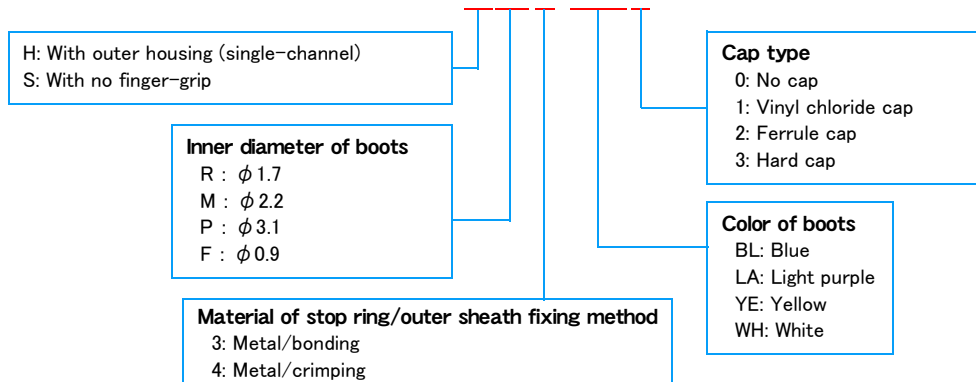 H: With outer housing (single-channel)
S: With no finger-grip
Inner diameter of boots
R : φ1.7
M : φ2.2
P : φ3.1
F : φ0.9
Material of stop ring/outer sheath fixing method
3: Metal/bonding
4: Metal/crimping
Cap type
0: No cap
1: Vinyl chloride cap
2: Ferrule cap
3: Hard cap
Color of boots
BL: Blue
LA: Light purple
YE: Yellow
WH: White